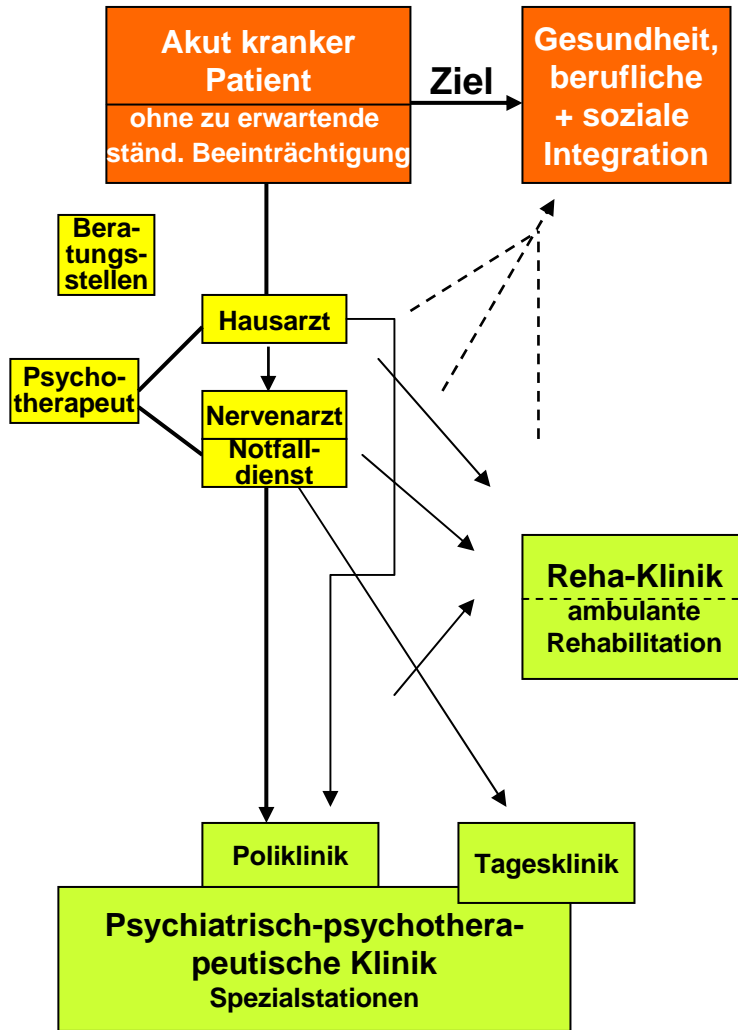 Akut kranker
Patient
ohne zu erwartende
ständ. Beeinträchtigung
Ziel
Gesundheit,
berufliche
+ soziale
Integration
Bera-
tungs-
stellen
Hausarzt
Psycho-
therapeut
Nervenarzt
Notfall-
dienst
Reha-Klinik
ambulante
Rehabilitation
Poliklinik
Tagesklinik
Psychiatrisch-psychothera-
peutische Klinik
Spezialstationen